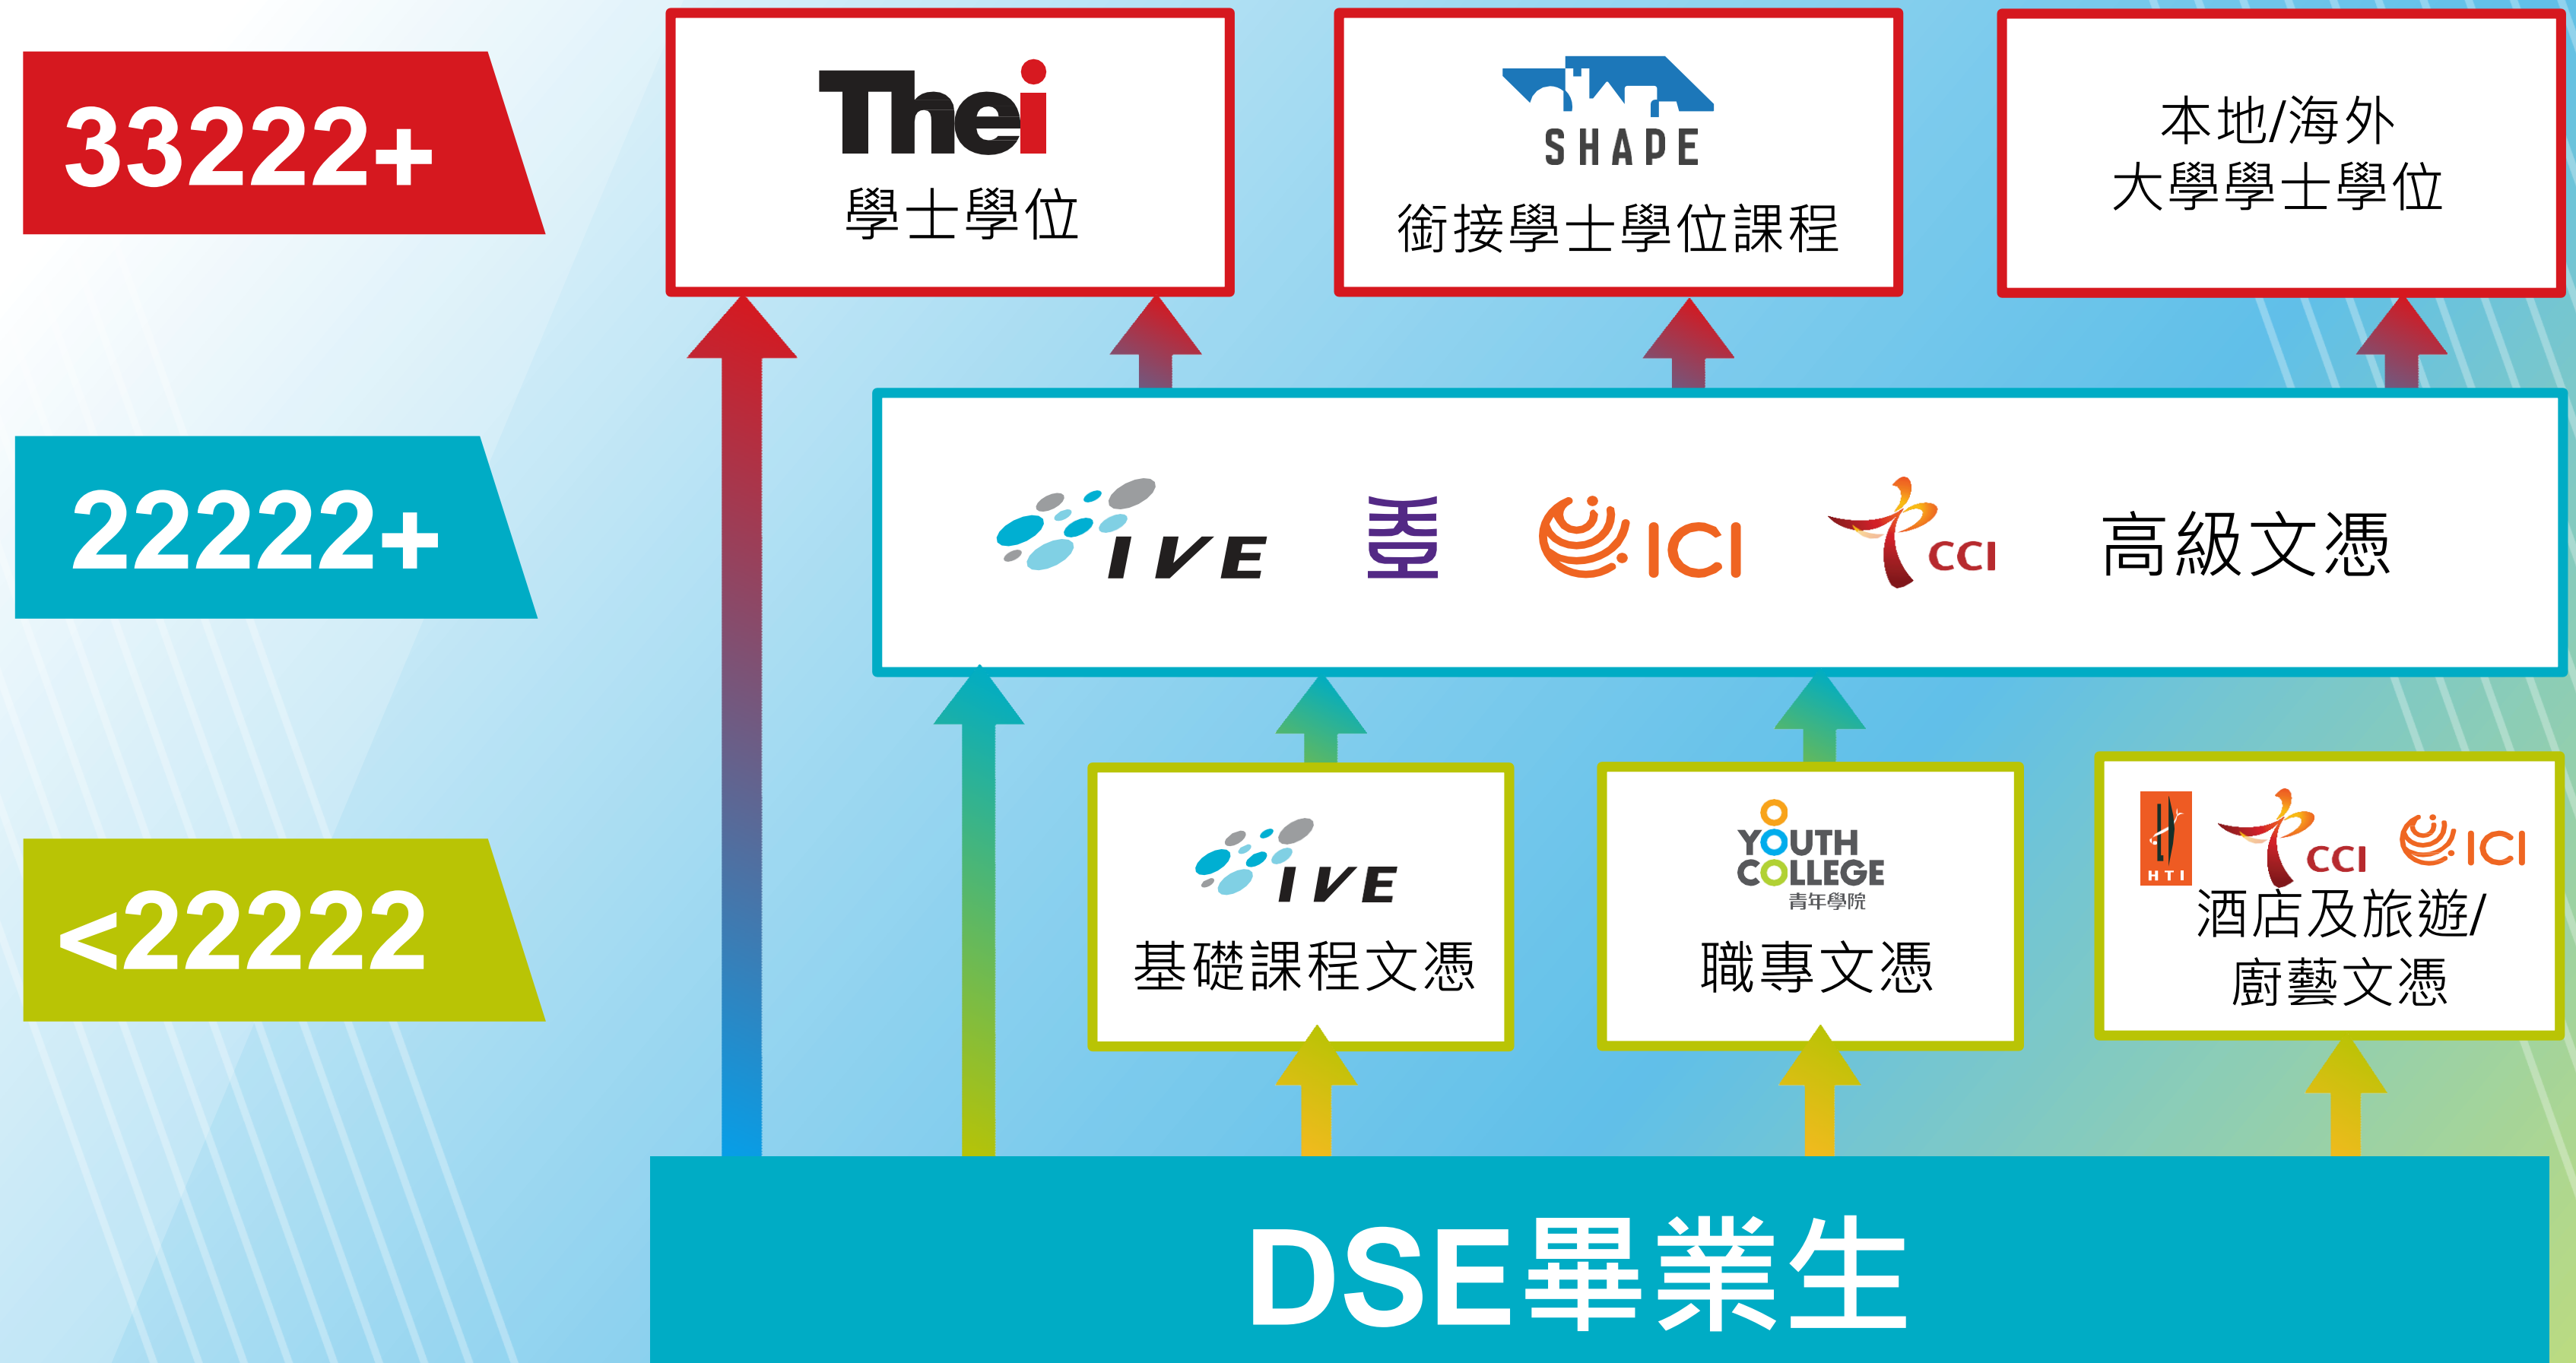 33222+
Thei
學士學位
SHAPE
銜接學士學位課程
本地/海外
大學學士學位
22222+
IVE
ICI
CCI
高級文憑
<22222
IVE
基礎課程文憑
YOUTH
COLLEGE
青年學院
職專文憑
HTI
CCI
ICI
酒店及旅遊/
廚藝文憑
DSE畢業生